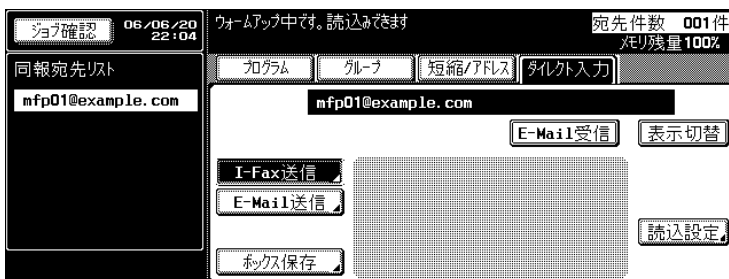 ジョブ確認
06/06/20
22:04
ウォームアップ中です。読込みできます
宛先件数 001件
メモリ残量100%
同報宛先リスト
プログラム
グループ
短縮/アドレス
ダイレクト入力
mfp01@example.com
mfp01@example.com
E-Mail受信
表示切替
I-Fax送信
E-Mail送信
読込設定
ボックス保存